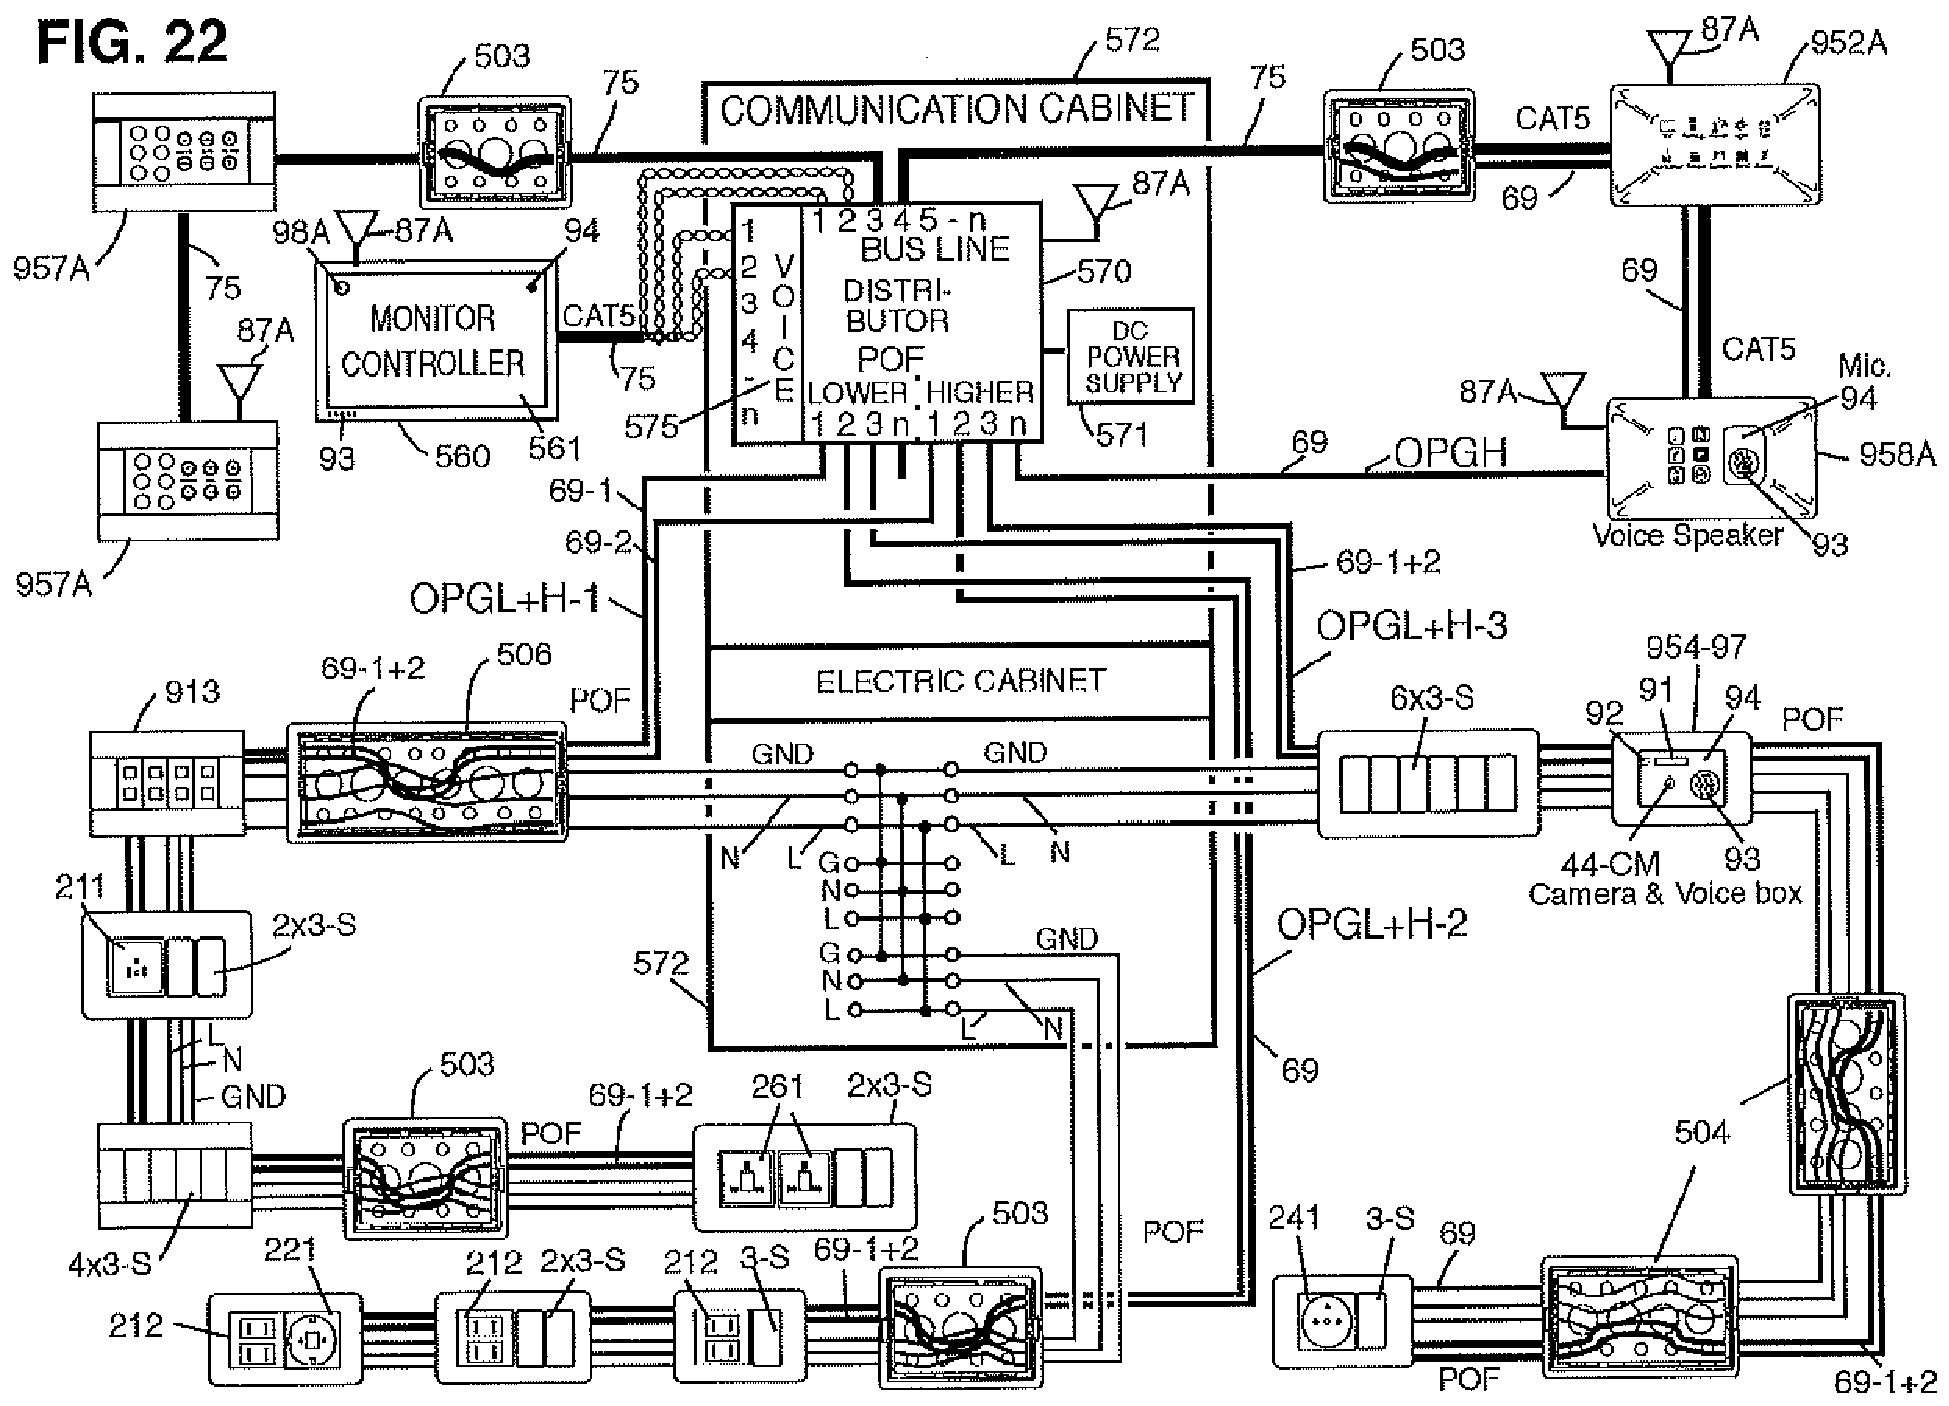 FIG. 22
503
75
572
75
503
87A
952A
COMMUNICATION CABINET
CAT5
69
87A
957A
75
98A
87A
94
1 2 3 4 5 - n
BUS LINE
DISTRI-
BUTOR
POF
LOWER HIGHER
1 2 3 n 1 2 3 n
1
2
3
4
-
n
VOICE
570
69
MONITOR
CONTROLLER
CAT5
75
DC
POWER
SUPPLY
571
575
CAT5
87A
Mic.
94
87A
93
560
561
957A
69
OPGH
958A
Voice Speaker
93
69-1
69-2
69-1+2
OPGL+H-1
OPGL+H-3
506
69-1+2
913
POF
ELECTRIC CABINET
6x3-S
954-97
91
92
94
POF
GND
GND
N
L
L
N
44-CM
93
Camera & Voice box
G
N
L
211
2x3-S
572
G
N
L
GND
L
N
OPGL+H-2
69
L
N
GND
503
69-1+2
261
2x3-S
POF
504
4x3-S
221
212
2x3-S
212
3-S
69-1+2
503
POF
241
3-S
69
212
POF
69-1+2